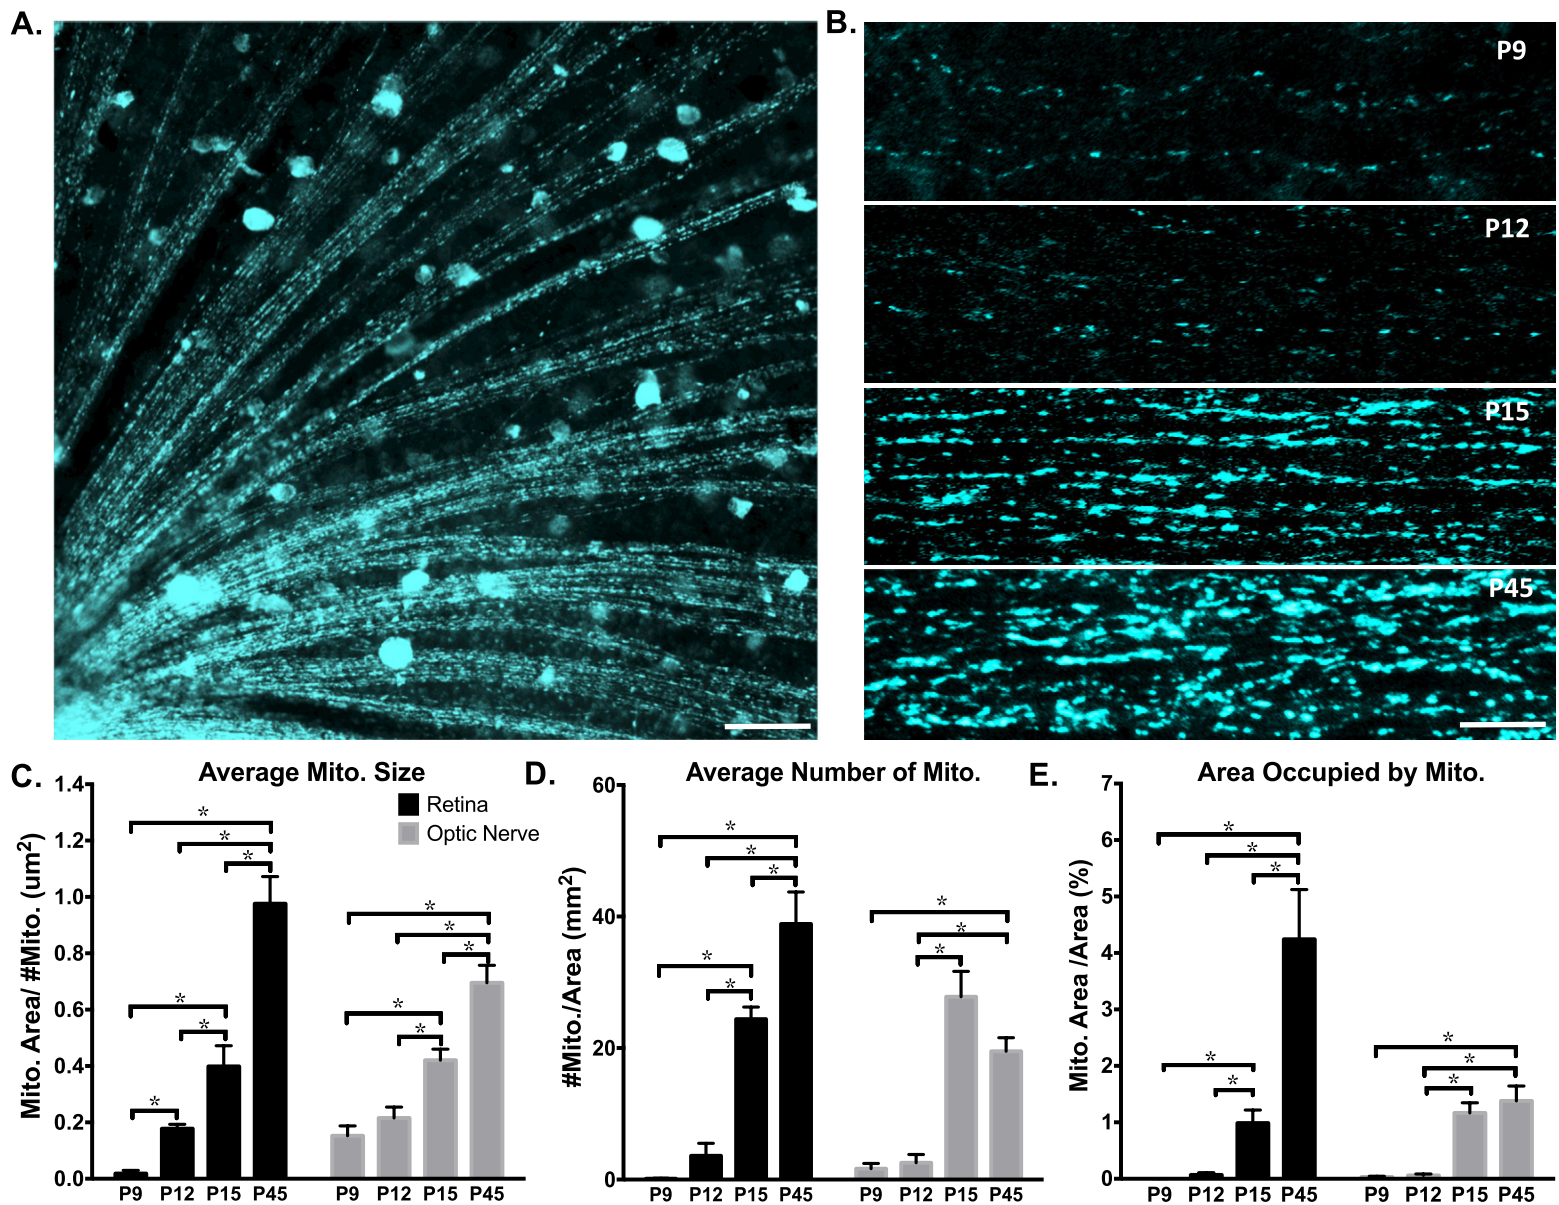 A.
B.
P9
P12
P15
P45
C.
Average Mito. Size
Mito. Area/ #Mito. (um²)
1.4
1.2
1.0
0.8
0.6
0.4
0.2
0.0
Retina
Optic Nerve
* * * * * *
* * * * *
P9 P12 P15 P45 P9 P12 P15 P45
D.
Average Number of Mito.
#Mito./Area (mm²)
60
40
20
0
* * * * *
* * *
P9 P12 P15 P45 P9 P12 P15 P45
E.
Area Occupied by Mito.
Mito. Area /Area (%)
7
6
5
4
3
2
1
0
* * * * *
* * *
P9 P12 P15 P45 P9 P12 P15 P45